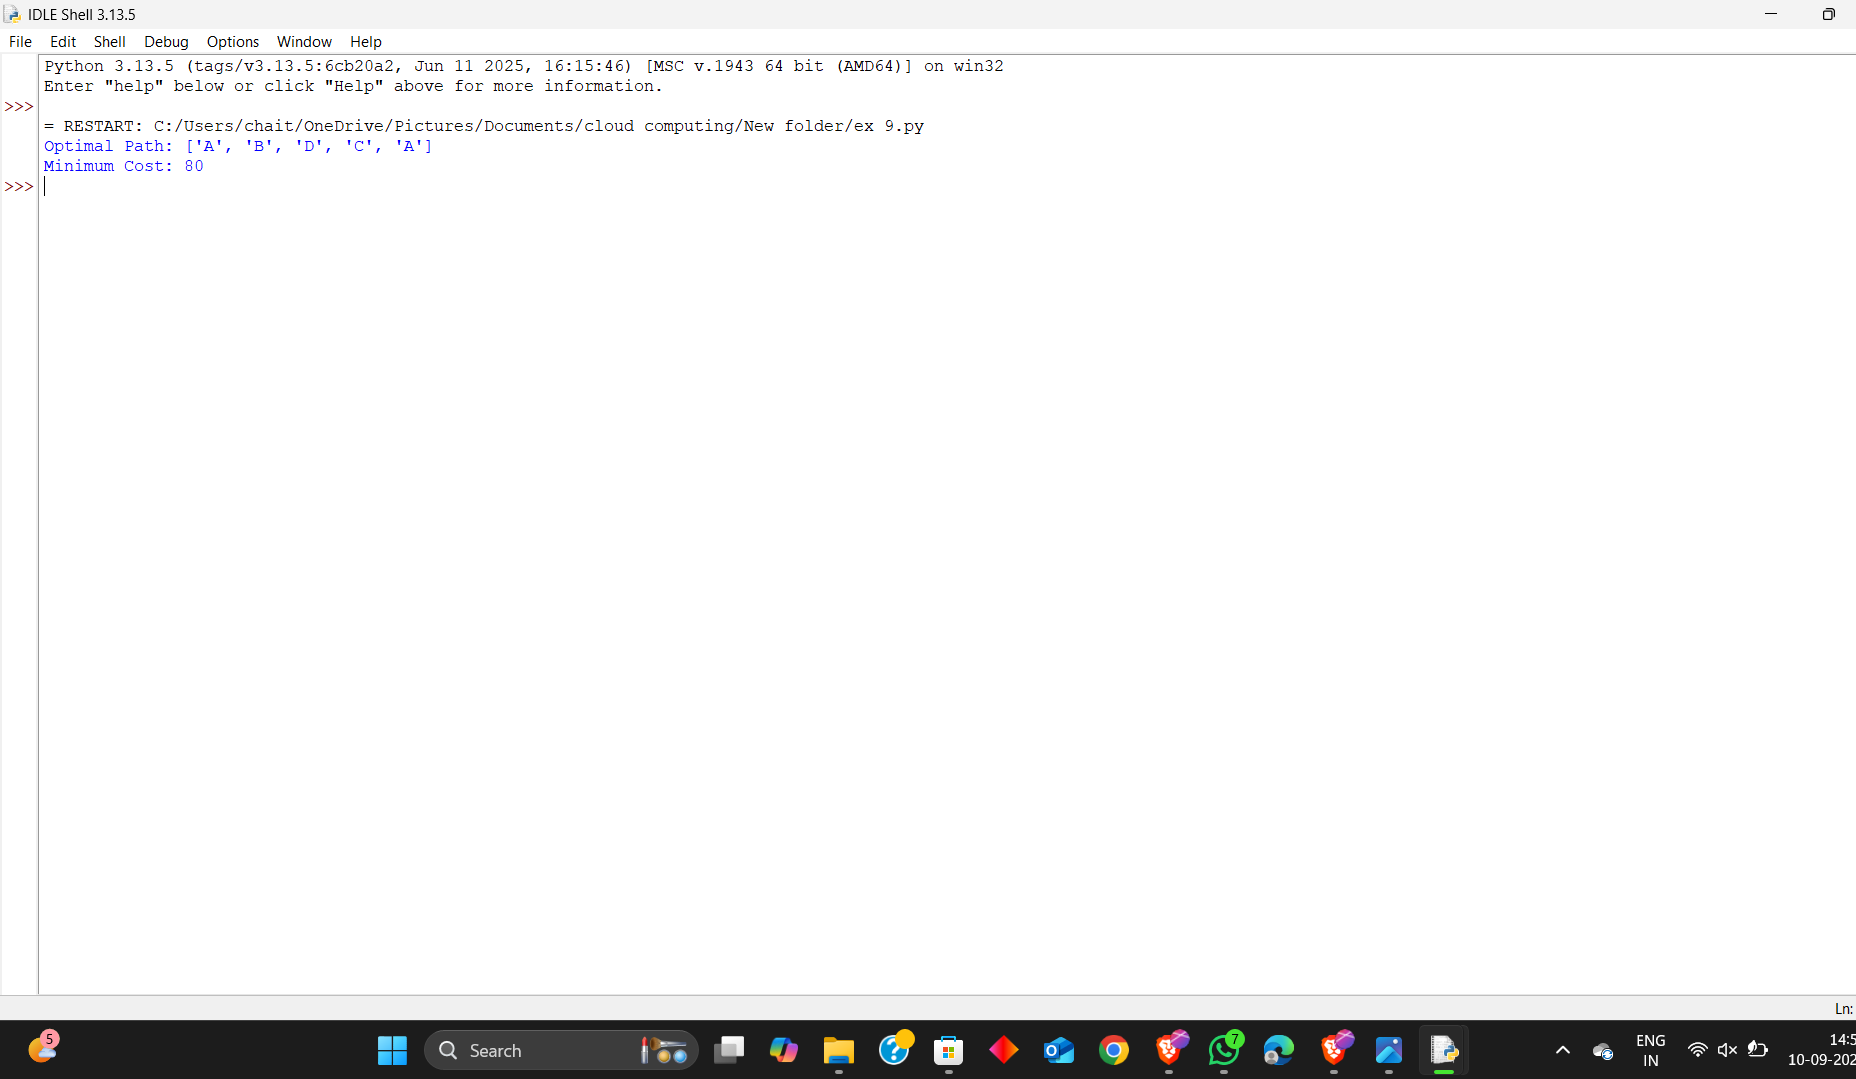 IDLE Shell 3.13.5
File Edit Shell Debug Options Window Help
Python 3.13.5 (tags/v3.13.5:6cb20a2, Jun 11 2025, 16:15:46) [MSC v.1943 64 bit (AMD64)] on win32
Enter "help" below or click "Help" above for more information.
>>>
= RESTART: C:/Users/chait/OneDrive/Pictures/Documents/cloud computing/New folder/ex 9.py
Optimal Path: ['A', 'B', 'D', 'C', 'A']
Minimum Cost: 80
>>>
Ln:
5
Search
7
ENG
IN
14:5
10-09-202